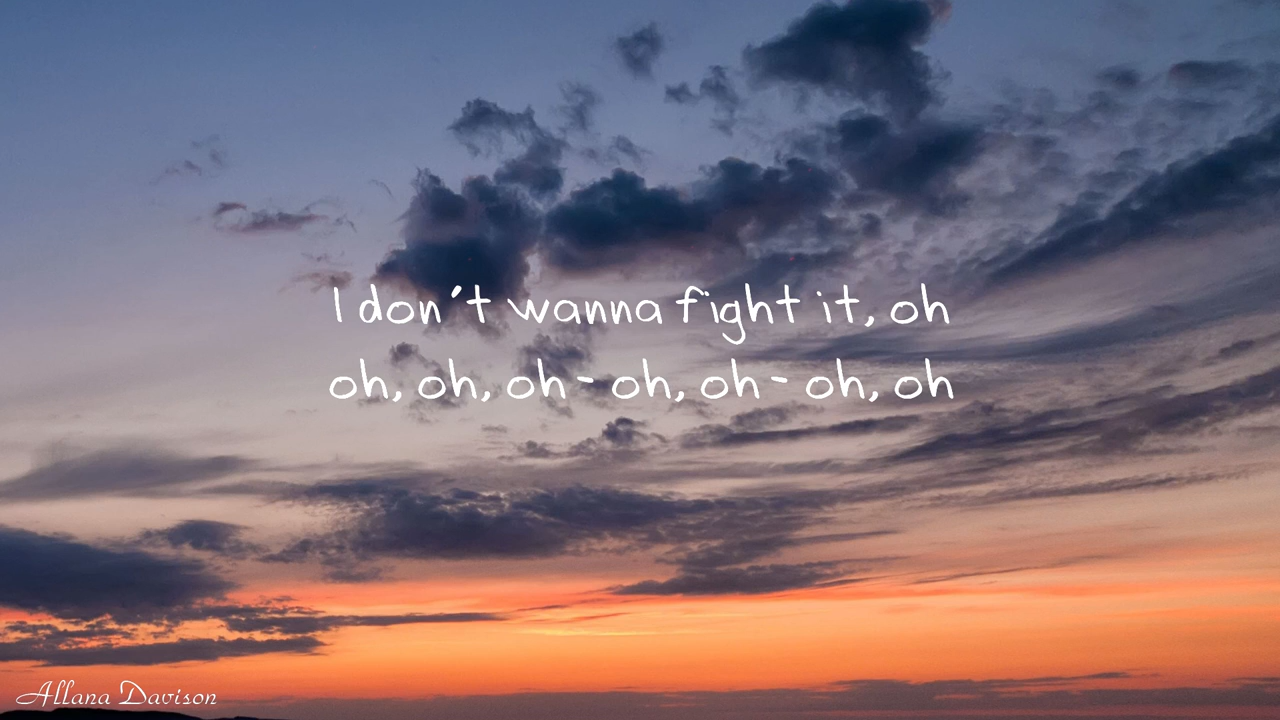 I don't wanna fight it, oh
oh, oh, oh - oh, oh - oh, oh
Allana Davison